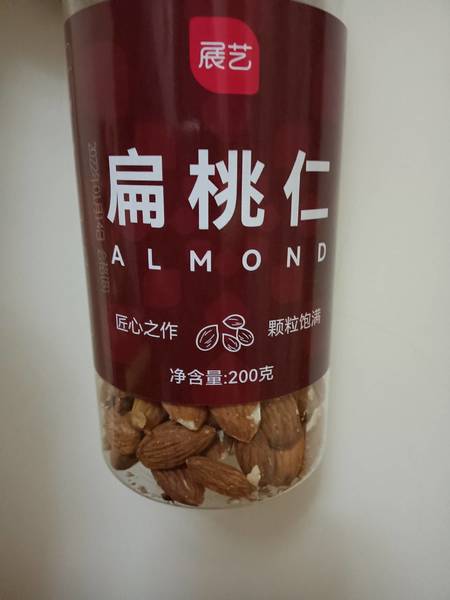 展艺
扁桃仁
ALMOND
匠心之作
颗粒饱满
净含量:200克